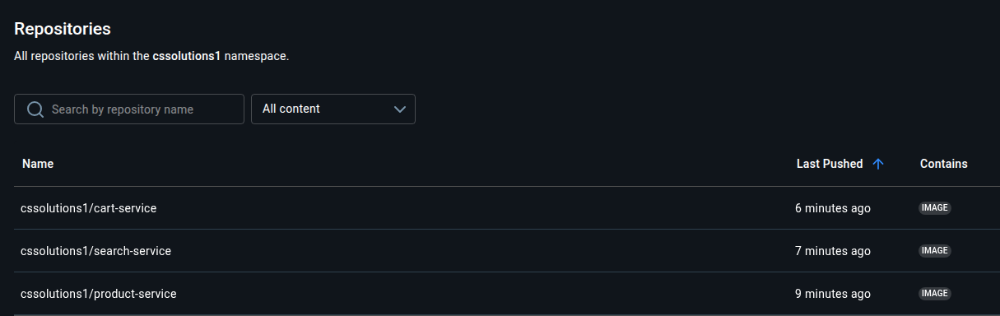 Repositories
All repositories within the cssolutions1 namespace.
Search by repository name
All content
Name Last Pushed Contains
cssolutions1/cart-service 6 minutes ago IMAGE
cssolutions1/search-service 7 minutes ago IMAGE
cssolutions1/product-service 9 minutes ago IMAGE